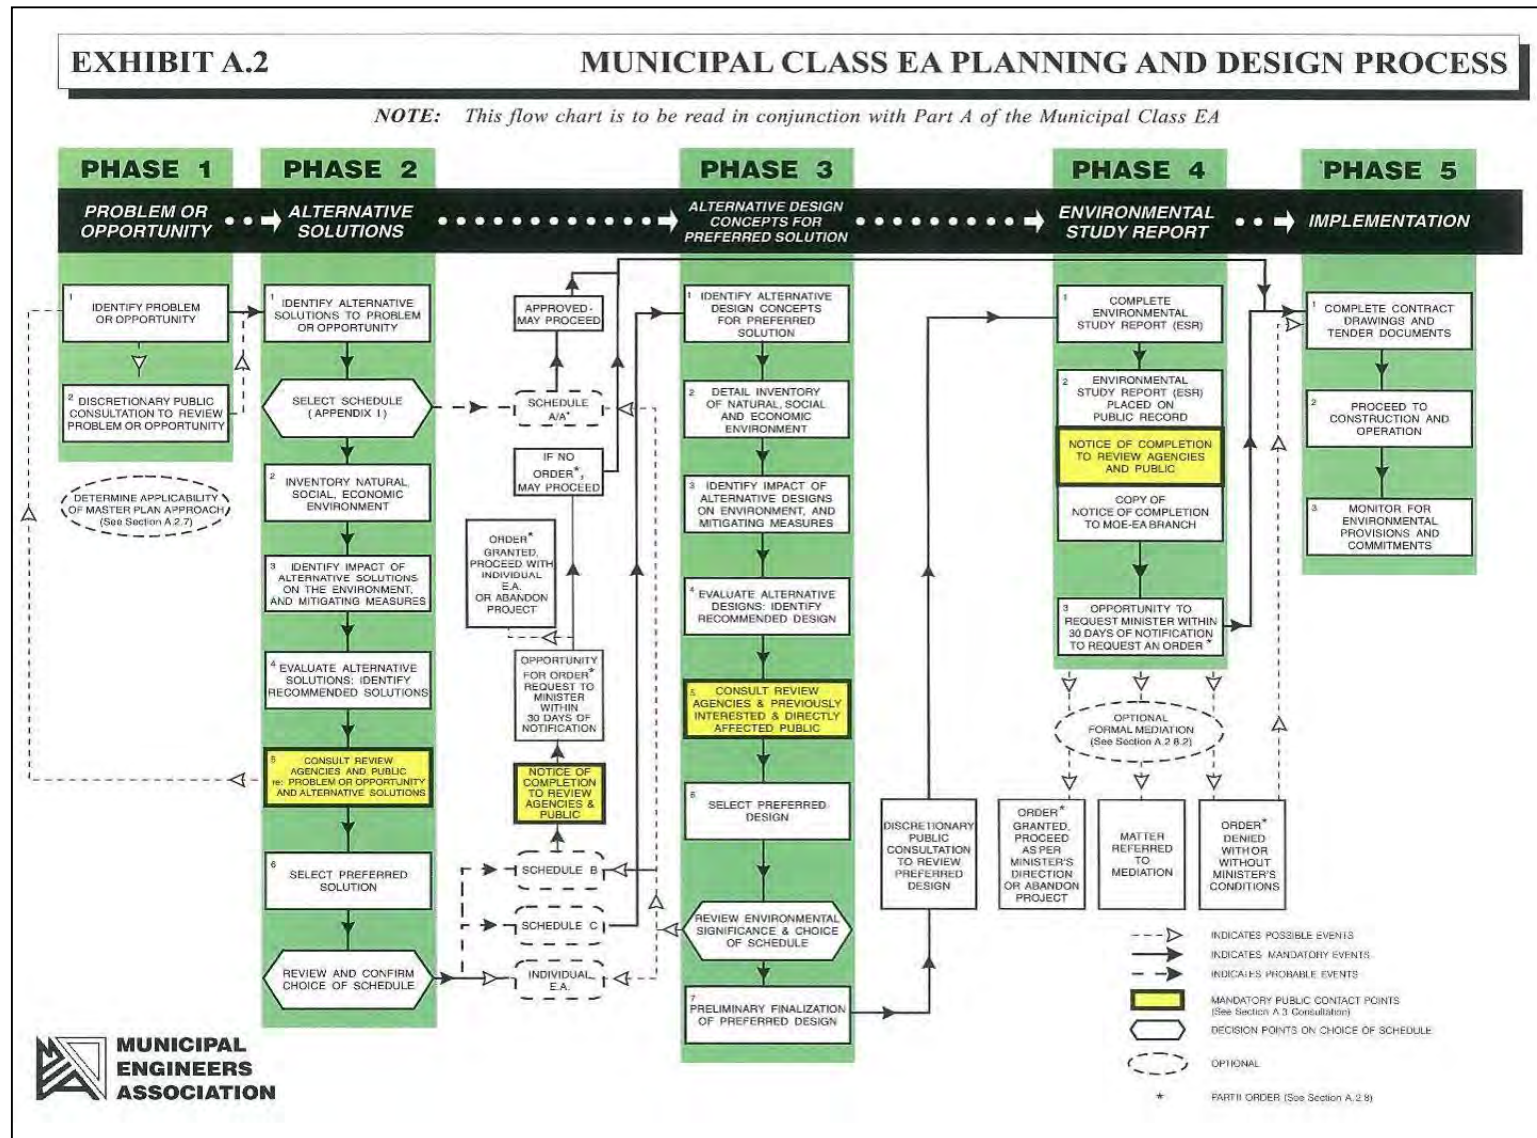 EXHIBIT A.2
MUNICIPAL CLASS EA PLANNING AND DESIGN PROCESS
NOTE: This flow chart is to be read in conjunction with Part A of the Municipal Class EA
PHASE 1
PROBLEM OR
OPPORTUNITY
1
IDENTIFY PROBLEM
OR OPPORTUNITY
2
DISCRETIONARY PUBLIC
CONSULTATION TO REVIEW
PROBLEM OR OPPORTUNITY
DETERMINE APPLICABILITY
OF MASTER PLAN APPROACH
(See Section A.2.7)
PHASE 2
ALTERNATIVE
SOLUTIONS
1
IDENTIFY ALTERNATIVE
SOLUTIONS TO PROBLEM
OR OPPORTUNITY
SELECT SCHEDULE
(APPENDIX I)
2
INVENTORY NATURAL,
SOCIAL, ECONOMIC
ENVIRONMENT
3
IDENTIFY IMPACT OF
ALTERNATIVE SOLUTIONS
ON THE ENVIRONMENT,
AND MITIGATING MEASURES
4
EVALUATE ALTERNATIVE
SOLUTIONS: IDENTIFY
RECOMMENDED SOLUTIONS
5
CONSULT REVIEW
AGENCIES AND PUBLIC
re: PROBLEM OR OPPORTUNITY
AND ALTERNATIVE SOLUTIONS
6
SELECT PREFERRED
SOLUTION
REVIEW AND CONFIRM
CHOICE OF SCHEDULE
APPROVED -
MAY PROCEED
SCHEDULE
A/A+
IF NO
ORDER*,
MAY PROCEED
ORDER*
GRANTED,
PROCEED WITH
INDIVIDUAL
E.A.
OR ABANDON
PROJECT
OPPORTUNITY
FOR ORDER*
REQUEST TO
MINISTER
WITHIN
30 DAYS OF
NOTIFICATION
NOTICE OF
COMPLETION
TO REVIEW
AGENCIES &
PUBLIC
SCHEDULE B
SCHEDULE C
INDIVIDUAL
E.A.
PHASE 3
ALTERNATIVE DESIGN
CONCEPTS FOR
PREFERRED SOLUTION
1
IDENTIFY ALTERNATIVE
DESIGN CONCEPTS
FOR PREFERRED
SOLUTION
2
DETAIL INVENTORY
OF NATURAL, SOCIAL
AND ECONOMIC
ENVIRONMENT
3
IDENTIFY IMPACT OF
ALTERNATIVE DESIGNS
ON ENVIRONMENT,
AND MITIGATING MEASURES
4
EVALUATE ALTERNATIVE
DESIGNS: IDENTIFY
RECOMMENDED DESIGN
5
CONSULT REVIEW
AGENCIES & PREVIOUSLY
INTERESTED & DIRECTLY
AFFECTED PUBLIC
6
SELECT PREFERRED
DESIGN
REVIEW ENVIRONMENTAL
SIGNIFICANCE & CHOICE
OF SCHEDULE
7
PRELIMINARY FINALIZATION
OF PREFERRED DESIGN
DISCRETIONARY
PUBLIC
CONSULTATION
TO REVIEW
PREFERRED
DESIGN
PHASE 4
ENVIRONMENTAL
STUDY REPORT
1
COMPLETE
ENVIRONMENTAL
STUDY REPORT (ESR)
2
ENVIRONMENTAL STUDY
REPORT (ESR)
PLACED ON
PUBLIC RECORD
NOTICE OF COMPLETION
TO REVIEW AGENCIES
AND PUBLIC
COPY OF
NOTICE OF COMPLETION
TO MOE-EA BRANCH
3
OPPORTUNITY TO
REQUEST MINISTER WITHIN
30 DAYS OF NOTIFICATION
TO REQUEST AN ORDER*
OPTIONAL
FORMAL MEDIATION
(See Section A.2.8.2)
ORDER*
GRANTED,
PROCEED
AS PER
MINISTER'S
DIRECTION
OR ABANDON
PROJECT
MATTER
REFERRED
TO
MEDIATION
ORDER*
DENIED
WITH OR
WITHOUT
MINISTER'S
CONDITIONS
PHASE 5
IMPLEMENTATION
1
COMPLETE CONTRACT
DRAWINGS AND
TENDER DOCUMENTS
2
PROCEED TO
CONSTRUCTION AND
OPERATION
3
MONITOR FOR
ENVIRONMENTAL
PROVISIONS AND
COMMITMENTS
INDICATES POSSIBLE EVENTS
INDICATES MANDATORY EVENTS
INDICATES PROBABLE EVENTS
MANDATORY PUBLIC CONTACT POINTS
(See Section A.3 Consultation)
DECISION POINTS ON CHOICE OF SCHEDULE
OPTIONAL
* PART II ORDER (See Section A.2.8)
MUNICIPAL
ENGINEERS
ASSOCIATION